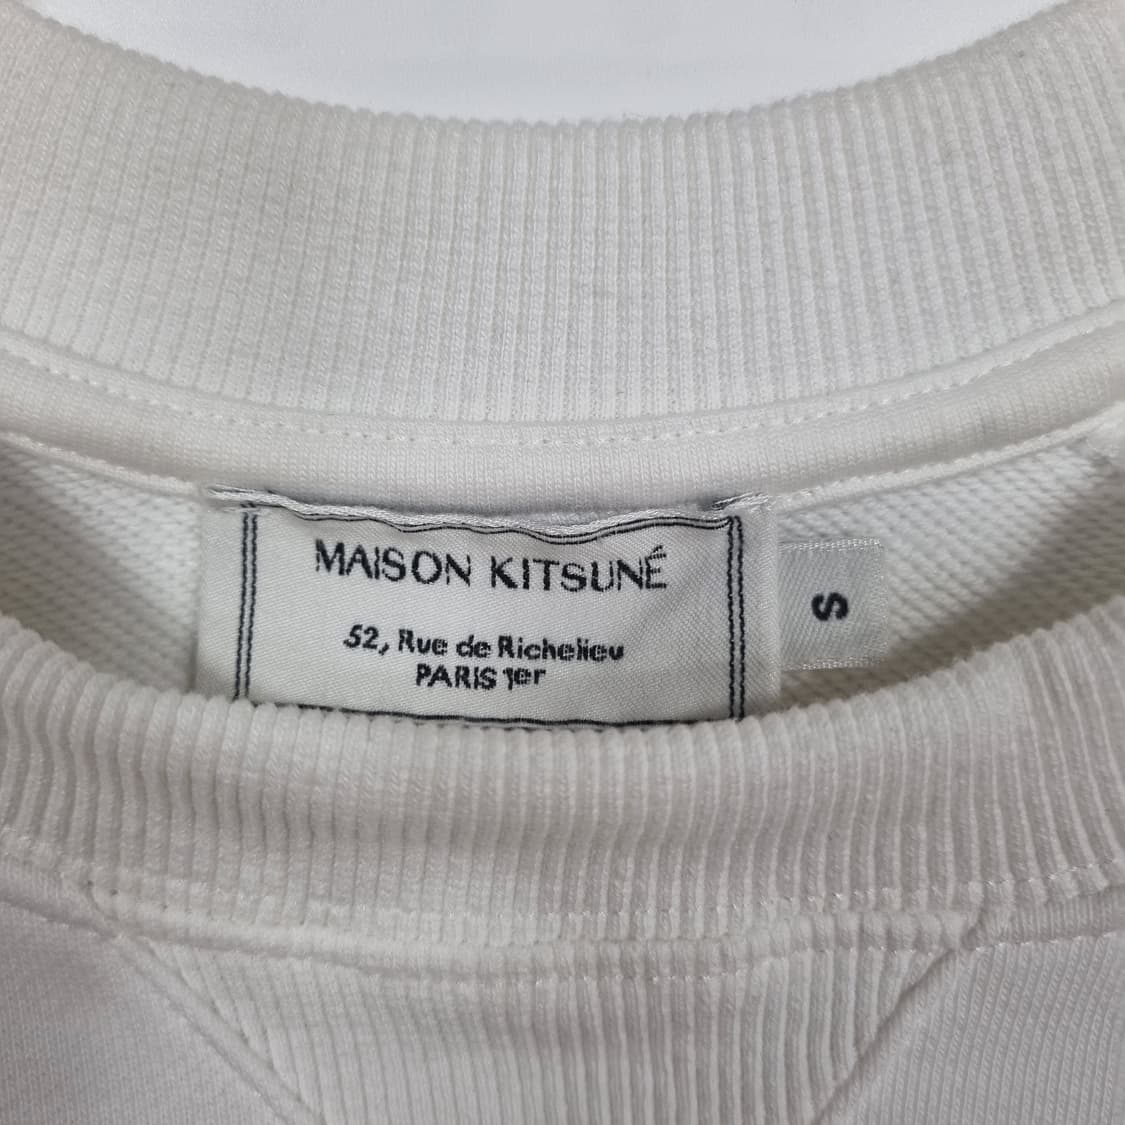 MAISON KITSUNÉ
52, Rue de Richelieu
PARIS 1er
S